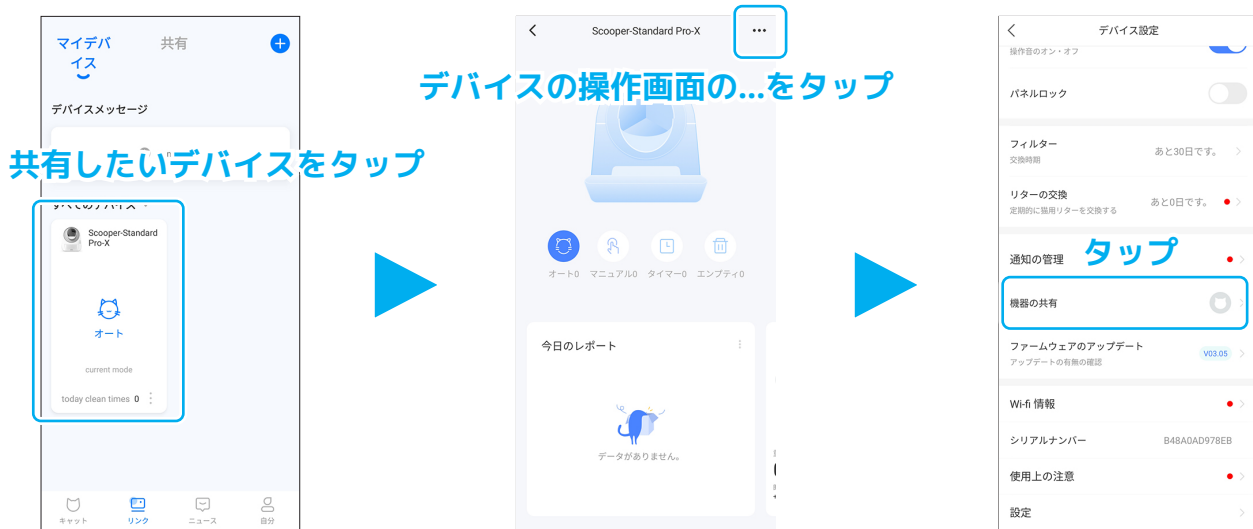 マイデバ
イス
共有
デバイスメッセージ
共有したいデバイスをタップ
すべてのデバイス
Scooper-Standard
Pro-X
オート
current mode
today clean times 0
キャット
リンク
ニュース
自分
Scooper-Standard Pro-X
...
デバイスの操作画面の...をタップ
オート0
マニュアル0
タイマー0
エンプティ0
今日のレポート
データがありません。
デバイス設定
操作音のオン・オフ
パネルロック
フィルター
あと30日です。
交換時期
リターの交換
あと0日です。
定期的に猫用リターを交換する
タップ
通知の管理
機器の共有
ファームウェアのアップデート
V03.05
アップデートの有無の確認
Wi-fi 情報
シリアルナンバー
B48A0AD978EB
使用上の注意
設定